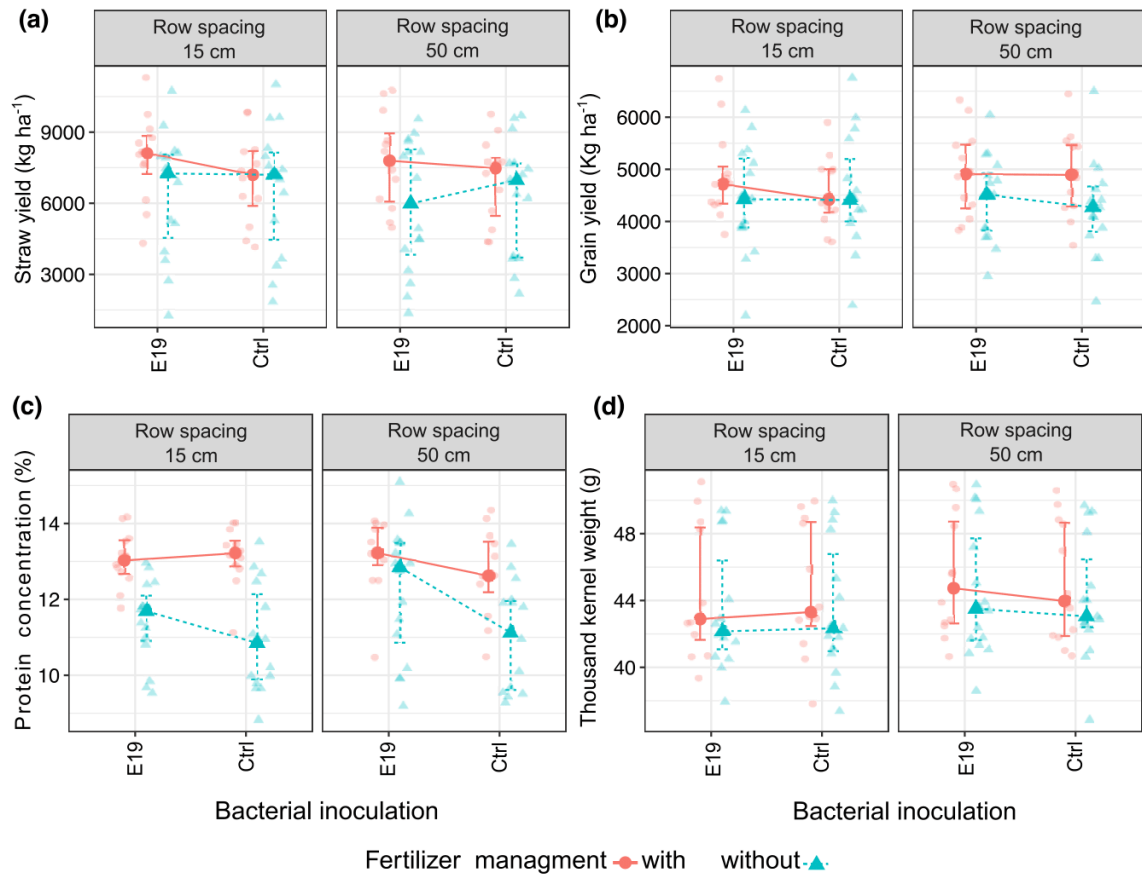 (a)
Row spacing
15 cm
Row spacing
50 cm
Straw yield (kg ha⁻¹)
9000
6000
3000
E19
Ctrl
E19
Ctrl
(b)
Row spacing
15 cm
Row spacing
50 cm
Grain yield (Kg ha⁻¹)
6000
5000
4000
3000
2000
E19
Ctrl
E19
Ctrl
(c)
Row spacing
15 cm
Row spacing
50 cm
Protein concentration (%)
14
12
10
E19
Ctrl
E19
Ctrl
Bacterial inoculation
(d)
Row spacing
15 cm
Row spacing
50 cm
Thousand kernel weight (g)
48
44
40
E19
Ctrl
E19
Ctrl
Bacterial inoculation
Fertilizer managment with without